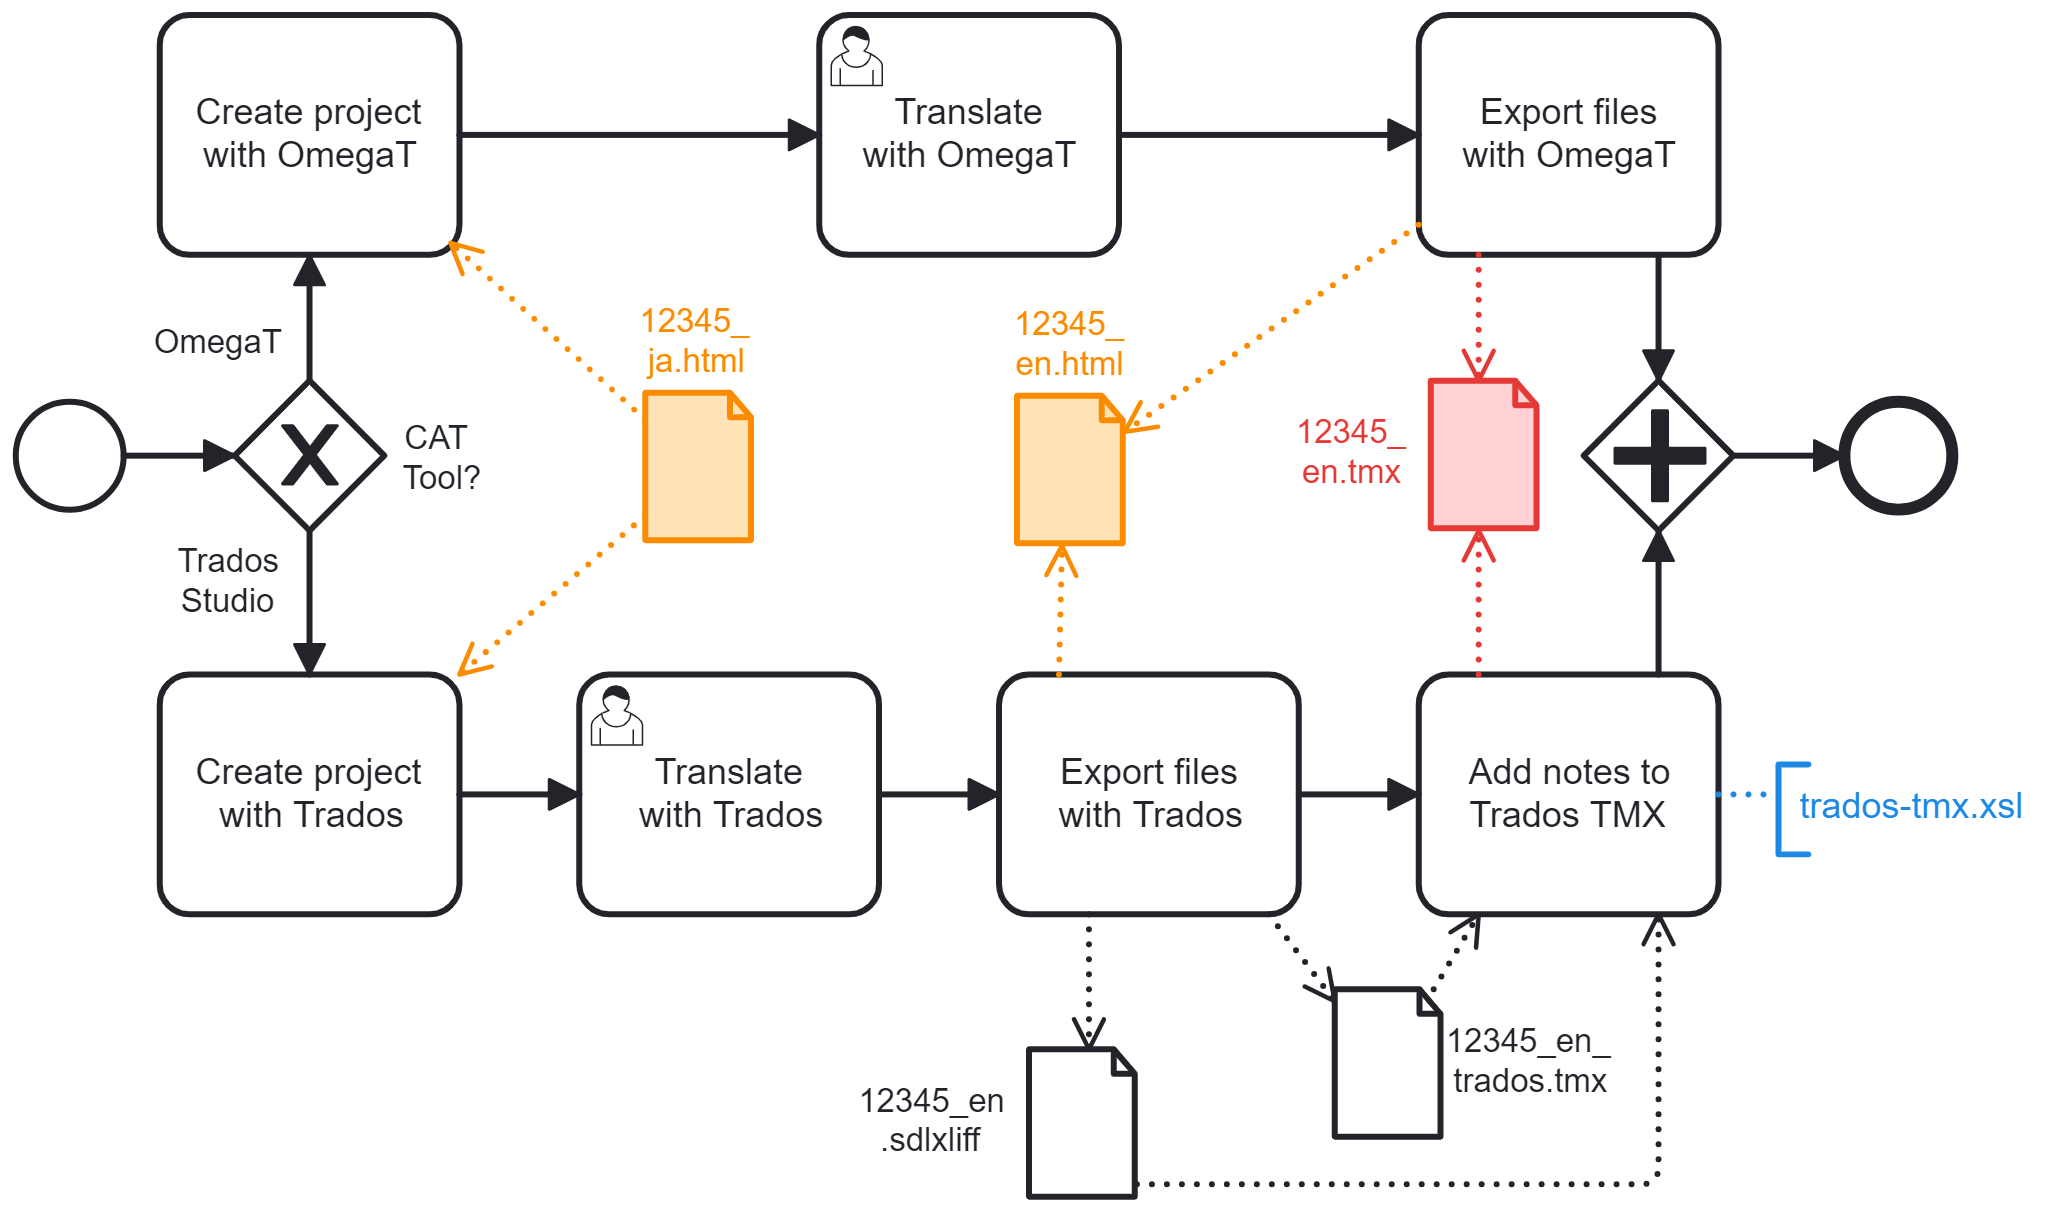 Create project
with OmegaT
Translate
with OmegaT
Export files
with OmegaT
OmegaT
12345_
ja.html
12345_
en.html
12345_
en.tmx
CAT
Tool?
Trados
Studio
Create project
with Trados
Translate
with Trados
Export files
with Trados
Add notes to
Trados TMX
trados-tmx.xsl
12345_en_
trados.tmx
12345_en
.sdlxliff